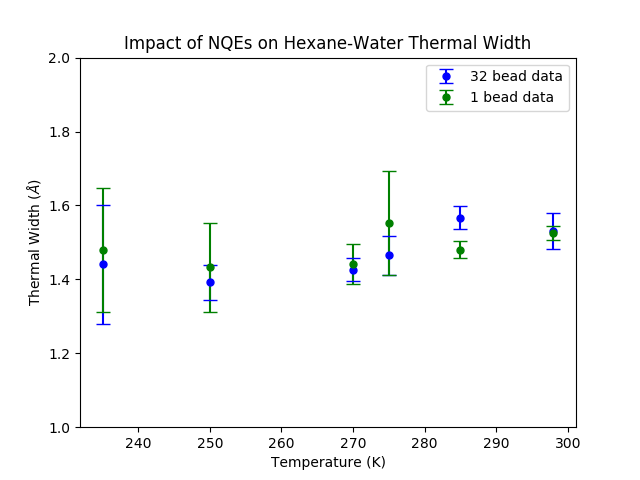 Impact of NQEs on Hexane-Water Thermal Width
32 bead data
1 bead data
Thermal Width (Å)
2.0
1.8
1.6
1.4
1.2
1.0
240 250 260 270 280 290 300
Temperature (K)